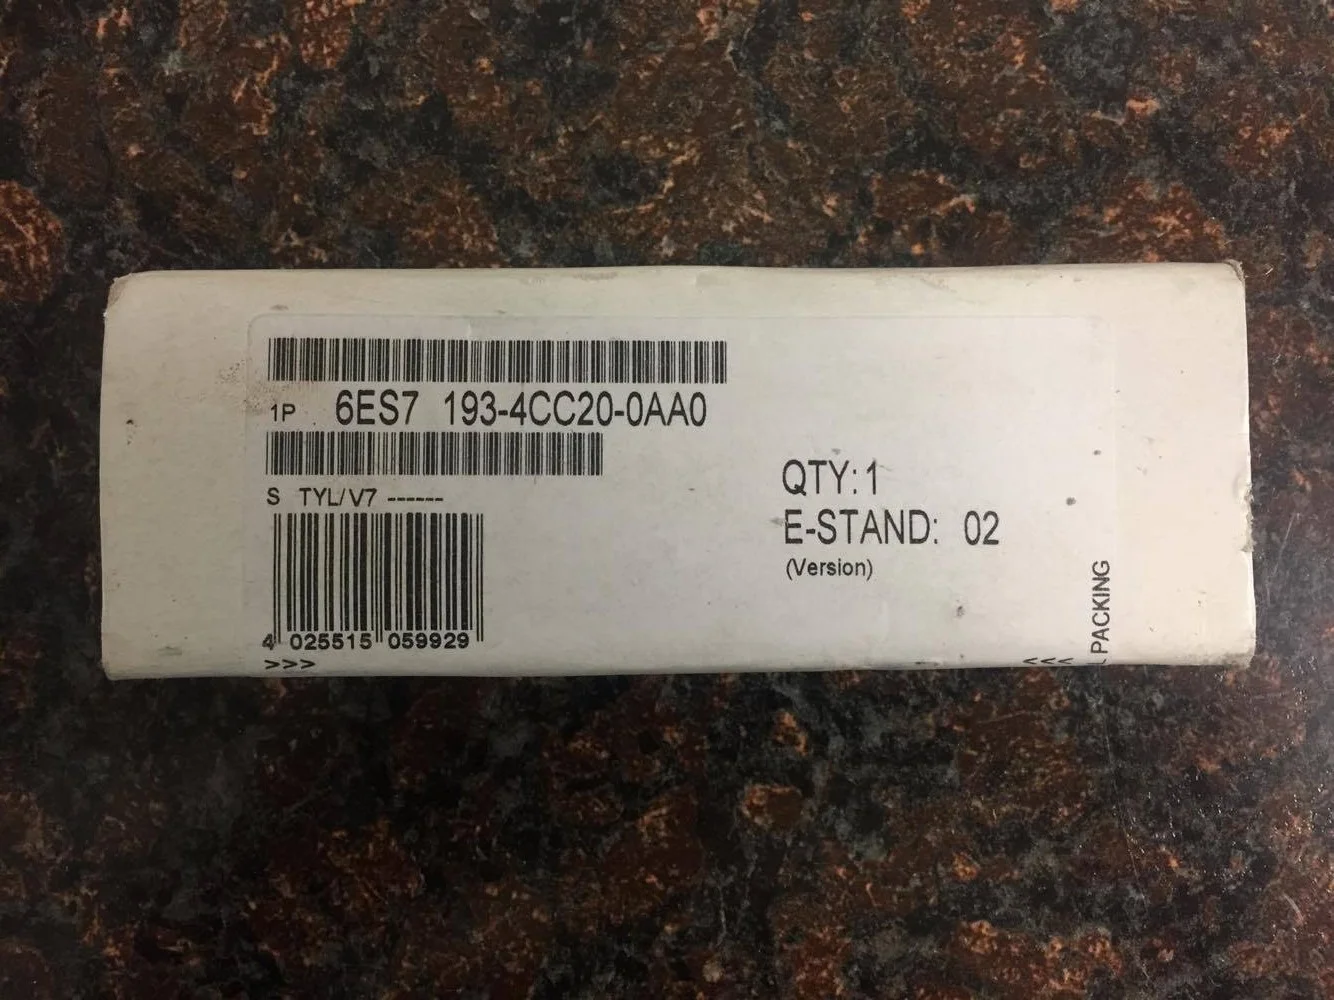 1P 6ES7 193-4CC20-0AA0
S TYL/V7 ------
QTY:1
E-STAND: 02
(Version)
4 025515 059929
>>>
<<<
PACKING